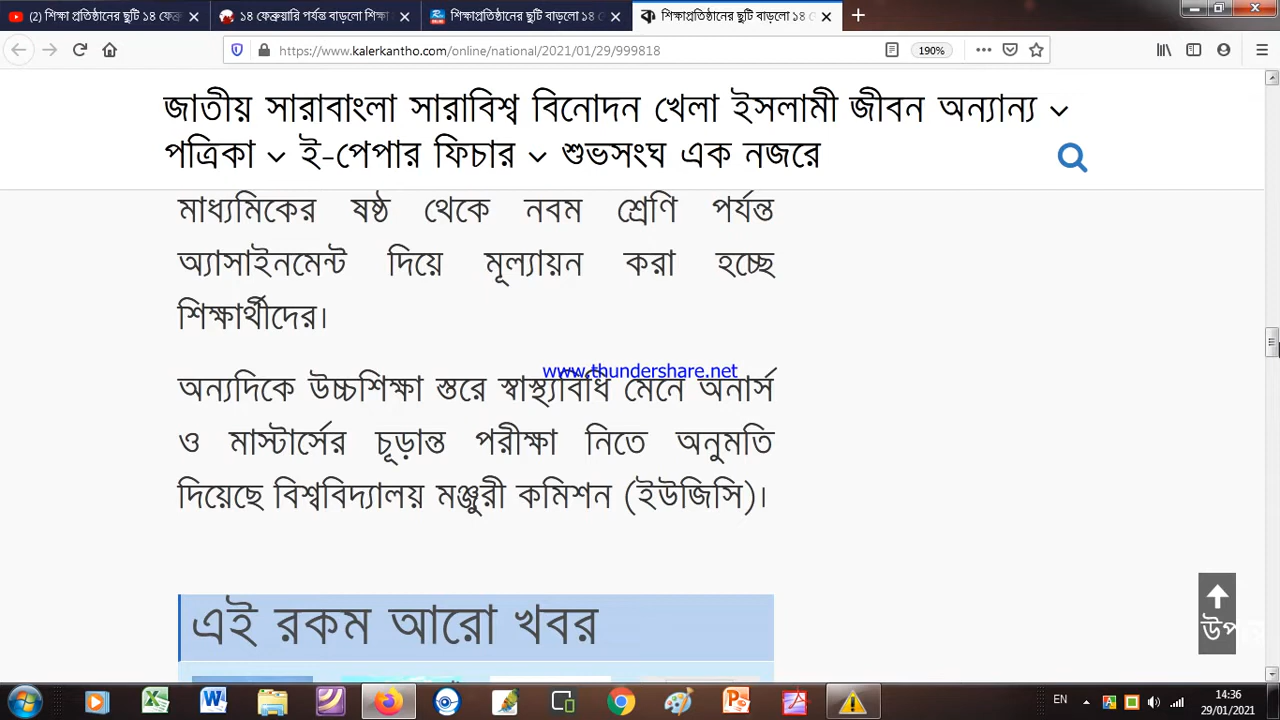 (2) শিক্ষা প্রতিষ্ঠানের ছুটি ১৪ ফে
১৪ ফেব্রুয়ারি পর্যন্ত বাড়লো শিক্ষা
শিক্ষাপ্রতিষ্ঠানের ছুটি বাড়লো ১৪
শিক্ষাপ্রতিষ্ঠানের ছুটি বাড়লো ১৪
https://www.kalerkantho.com/online/national/2021/01/29/999818
190%
জাতীয় সারাবাংলা সারাবিশ্ব বিনোদন খেলা ইসলামী জীবন অন্যান্য
পত্রিকা ই-পেপার ফিচার শুভসংঘ এক নজরে
মাধ্যমিকের ষষ্ঠ থেকে নবম শ্রেণি পর্যন্ত
অ্যাসাইনমেন্ট দিয়ে মূল্যায়ন করা হচ্ছে
শিক্ষার্থীদের।
www.thundershare.net
অন্যদিকে উচ্চশিক্ষা স্তরে স্বাস্থ্যবিধি মেনে অনার্স
ও মাস্টার্সের চূড়ান্ত পরীক্ষা নিতে অনুমতি
দিয়েছে বিশ্ববিদ্যালয় মঞ্জুরী কমিশন (ইউজিসি)।
এই রকম আরো খবর
EN
14:36
29/01/2021